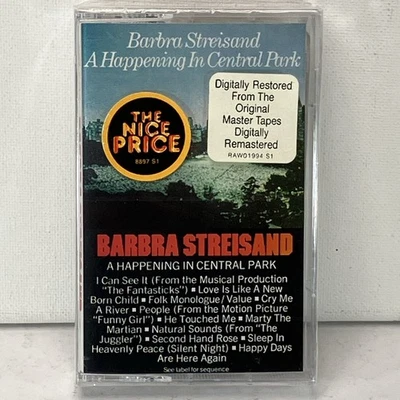 Barbra Streisand
A Happening In Central Park
THE
NICE
PRICE
8897 S1
Digitally Restored
From The
Original
Master Tapes
Digitally
Remastered
RAW01994 S1
BARBRA STREISAND
A HAPPENING IN CENTRAL PARK
I Can See It (From the Musical Production
"The Fantasticks") ▪ Love Is Like A New
Born Child ▪ Folk Monologue/Value ▪ Cry Me
A River ▪ People (From the Motion Picture
"Funny Girl") ▪ He Touched Me ▪ Marty The
Martian ▪ Natural Sounds (From "The
Juggler") ▪ Second Hand Rose ▪ Sleep In
Heavenly Peace (Silent Night) ▪ Happy Days
Are Here Again
See label for sequence